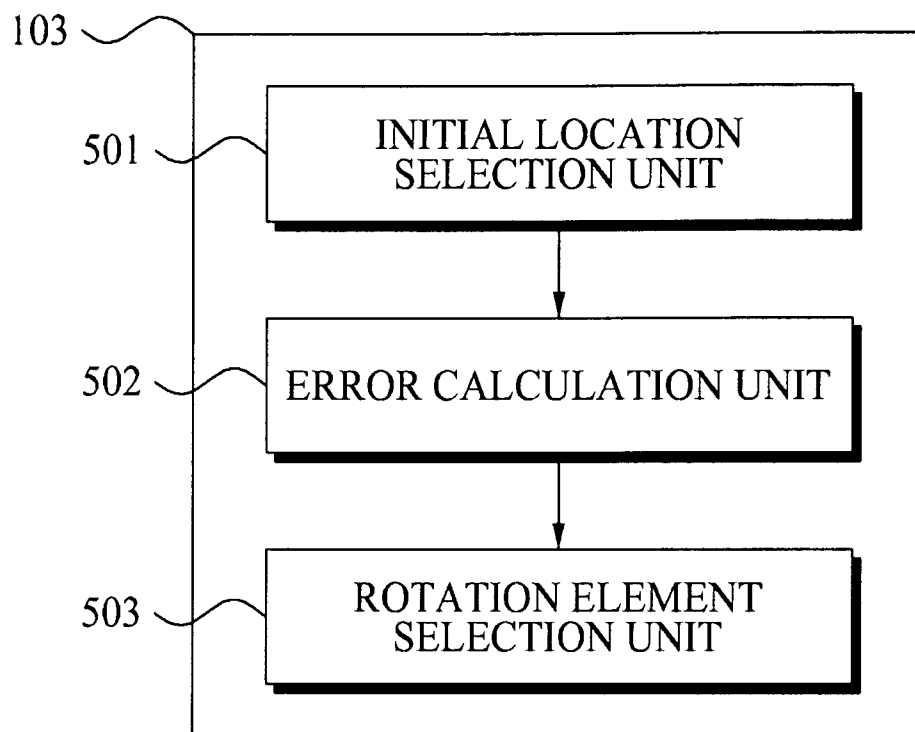 103
501
INITIAL LOCATION
SELECTION UNIT
502
ERROR CALCULATION UNIT
503
ROTATION ELEMENT
SELECTION UNIT